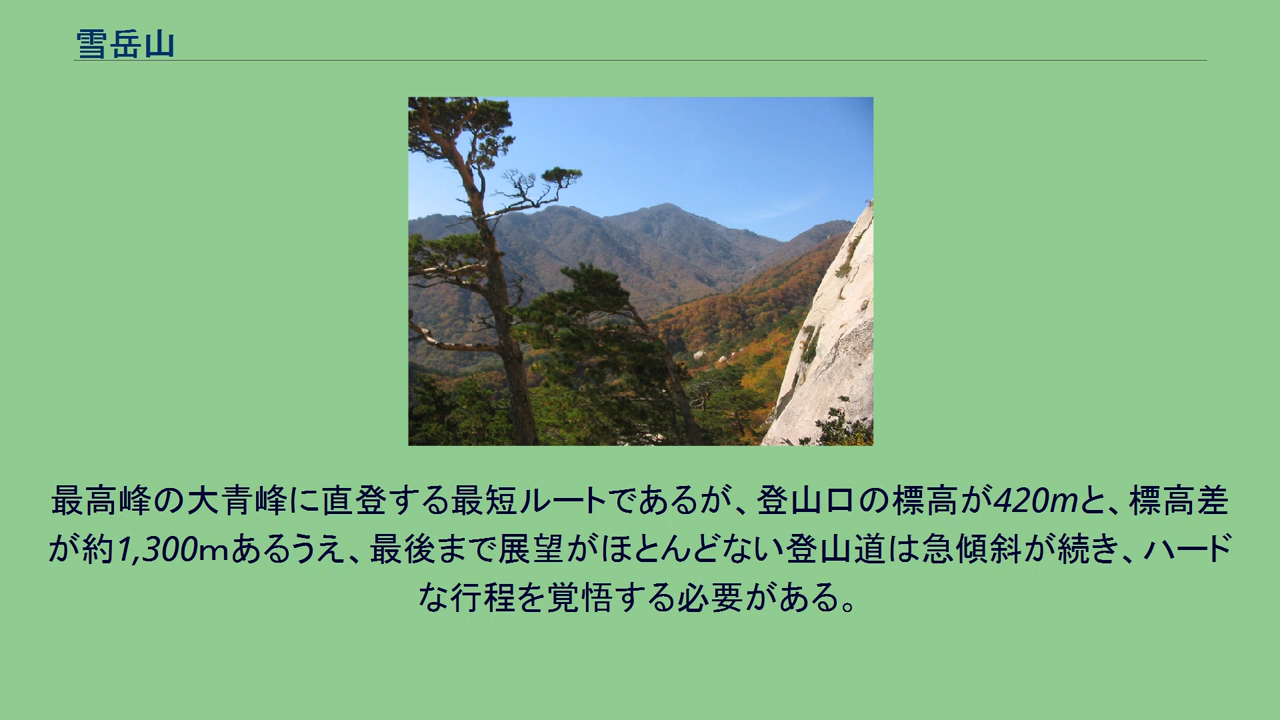 雪岳山
最高峰の大青峰に直登する最短ルートであるが、登山口の標高が420mと、標高差
が約1,300ｍあるうえ、最後まで展望がほとんどない登山道は急傾斜が続き、ハード
な行程を覚悟する必要がある。